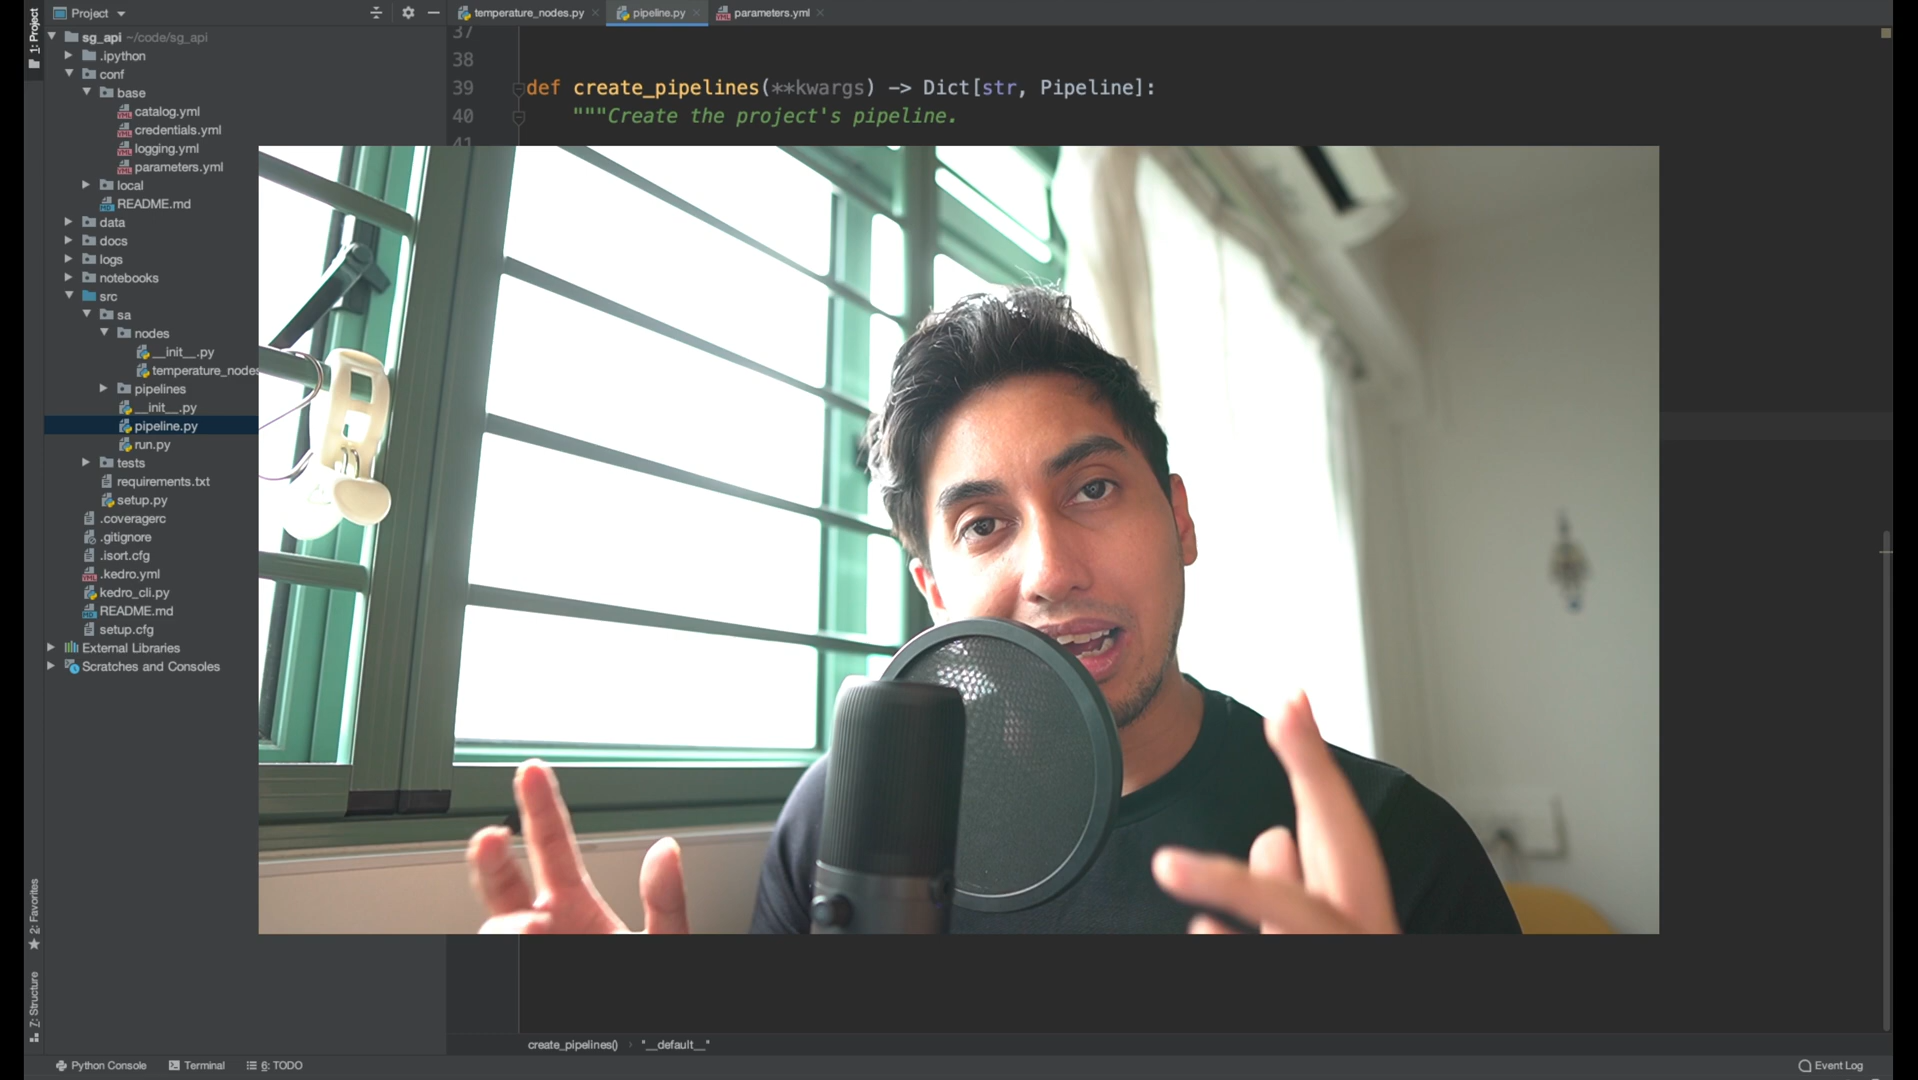 1: Project
Project
temperature_nodes.py
pipeline.py
parameters.yml
sg_api ~/code/sg_api
.ipython
conf
base
catalog.yml
credentials.yml
logging.yml
parameters.yml
local
README.md
data
docs
logs
notebooks
src
sa
nodes
__init__.py
temperature_nodes
pipelines
__init__.py
pipeline.py
run.py
tests
requirements.txt
setup.py
.coveragerc
.gitignore
.isort.cfg
.kedro.yml
kedro_cli.py
README.md
setup.cfg
External Libraries
Scratches and Consoles
37
38
39 def create_pipelines(**kwargs) -> Dict[str, Pipeline]:
40 """Create the project's pipeline.
41
2: Favorites
7: Structure
create_pipelines() › "__default__"
Python Console
Terminal
6: TODO
Event Log